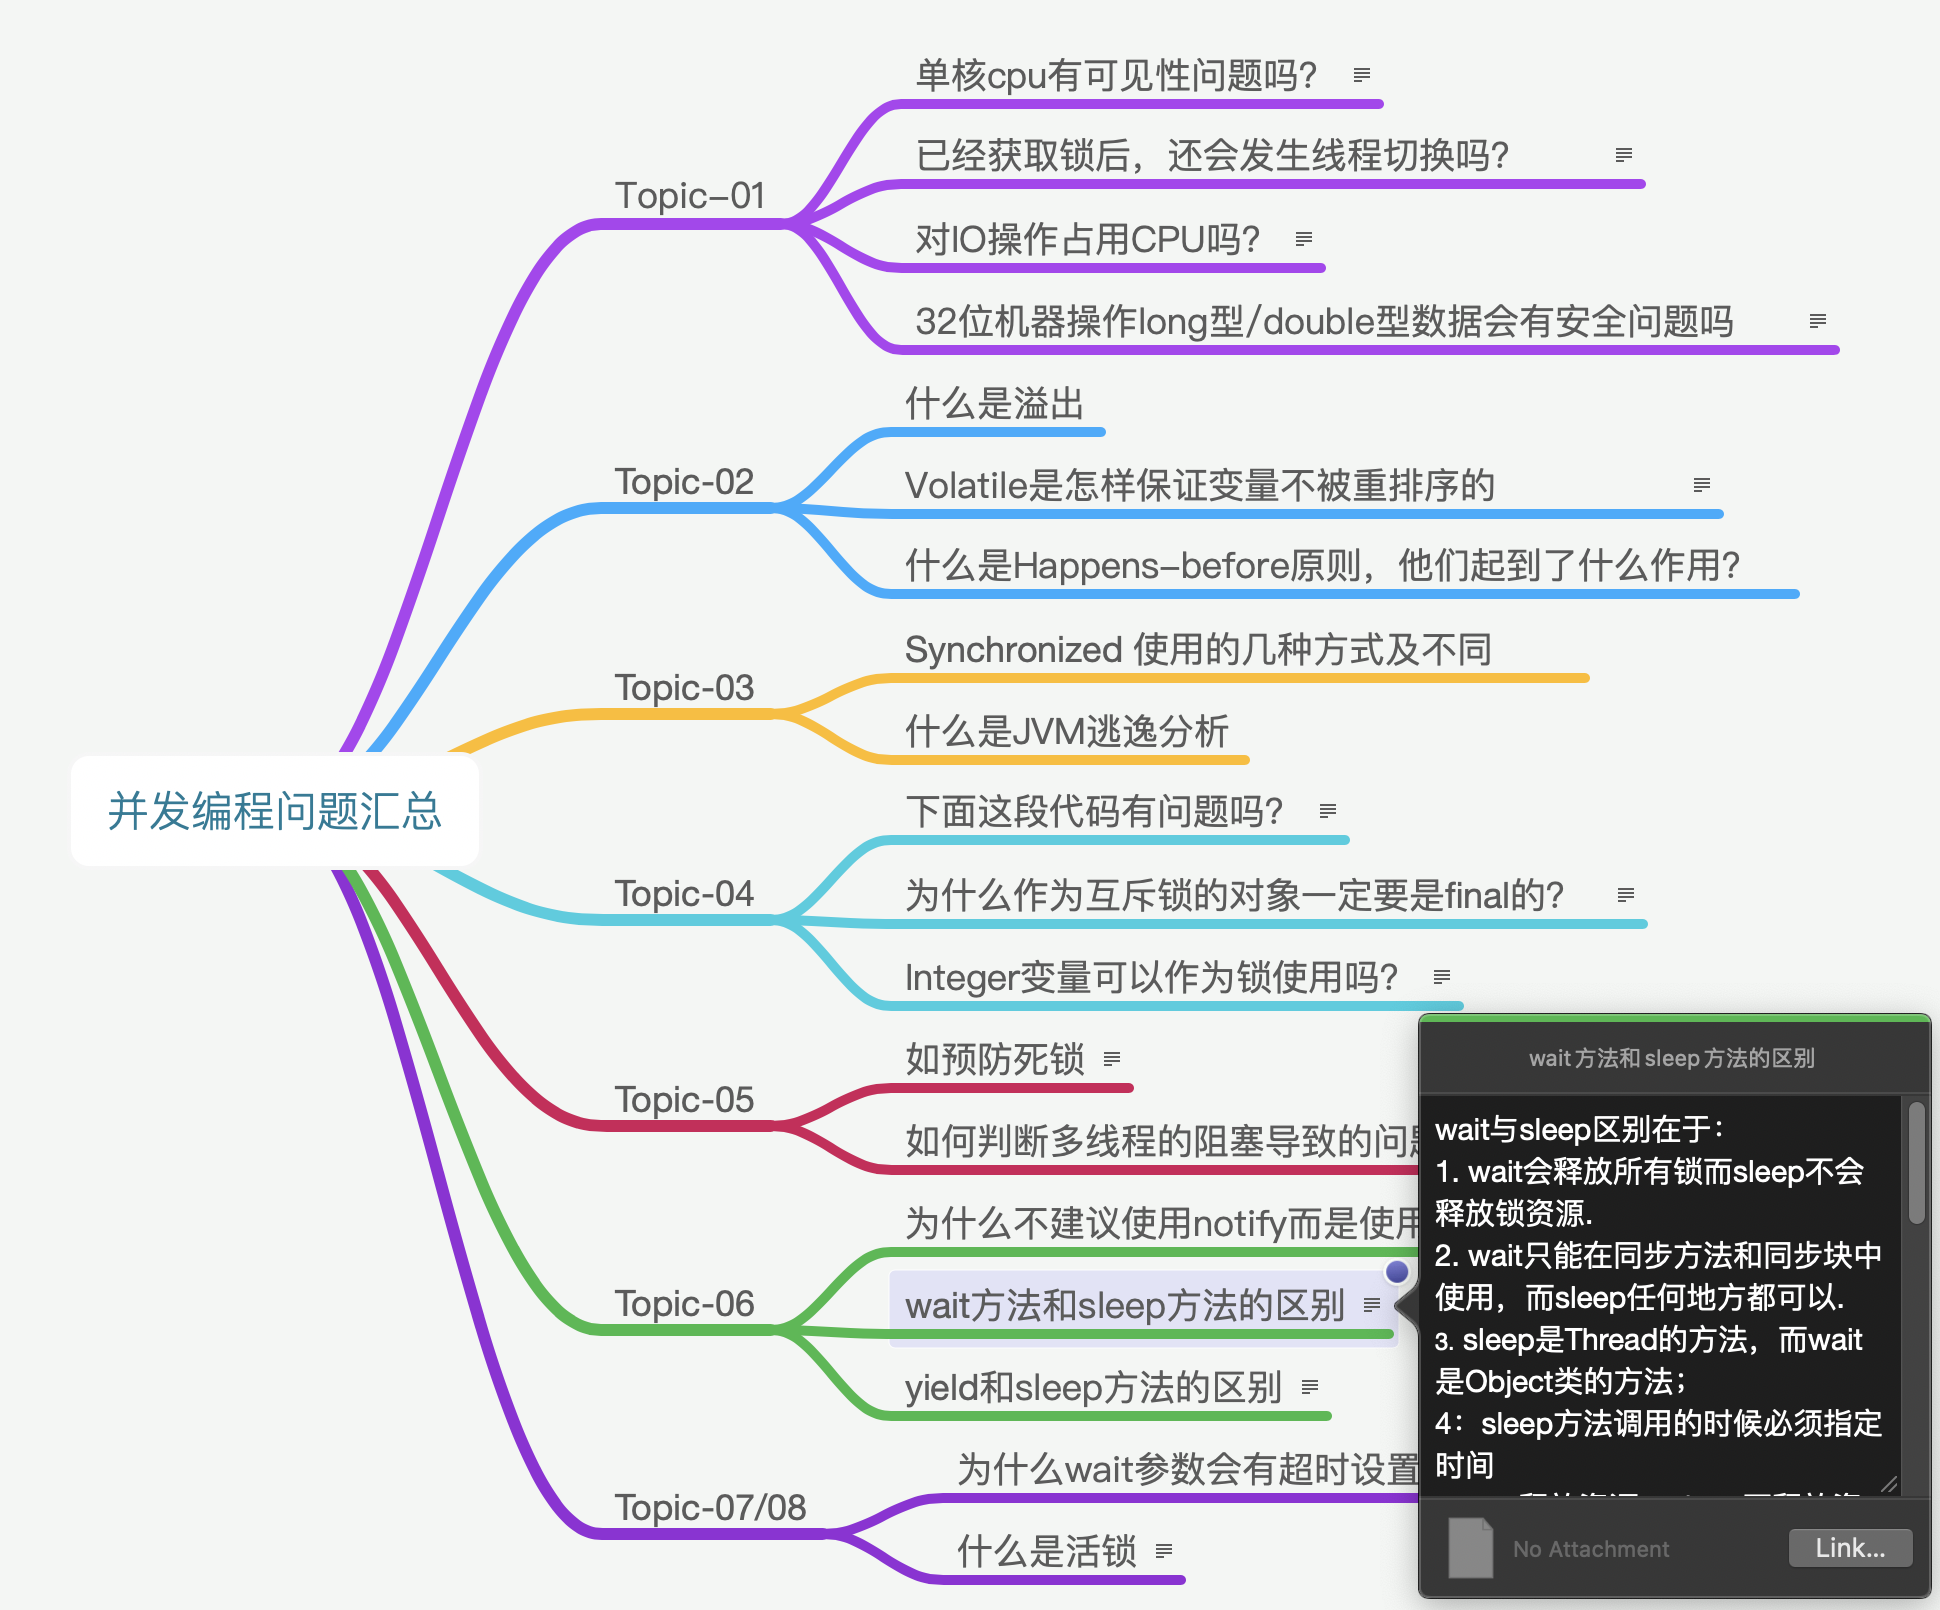 单核cpu有可见性问题吗?
已经获取锁后，还会发生线程切换吗?
Topic-01
对IO操作占用CPU吗?
32位机器操作long型/double型数据会有安全问题吗
什么是溢出
Topic-02
Volatile是怎样保证变量不被重排序的
什么是Happens-before原则，他们起到了什么作用?
Synchronized 使用的几种方式及不同
Topic-03
什么是JVM逃逸分析
并发编程问题汇总
下面这段代码有问题吗?
Topic-04
为什么作为互斥锁的对象一定要是final的?
Integer变量可以作为锁使用吗?
如预防死锁
Topic-05
如何判断多线程的阻塞导致的问
为什么不建议使用notify而是使用
Topic-06
wait方法和sleep方法的区别
yield和sleep方法的区别
为什么wait参数会有超时设置
Topic-07/08
什么是活锁
wait方法和sleep方法的区别
wait与sleep区别在于：
1. wait会释放所有锁而sleep不会
释放锁资源.
2. wait只能在同步方法和同步块中
使用，而sleep任何地方都可以.
3. sleep是Thread的方法，而wait
是Object类的方法；
4：sleep方法调用的时候必须指定
时间
No Attachment
Link...